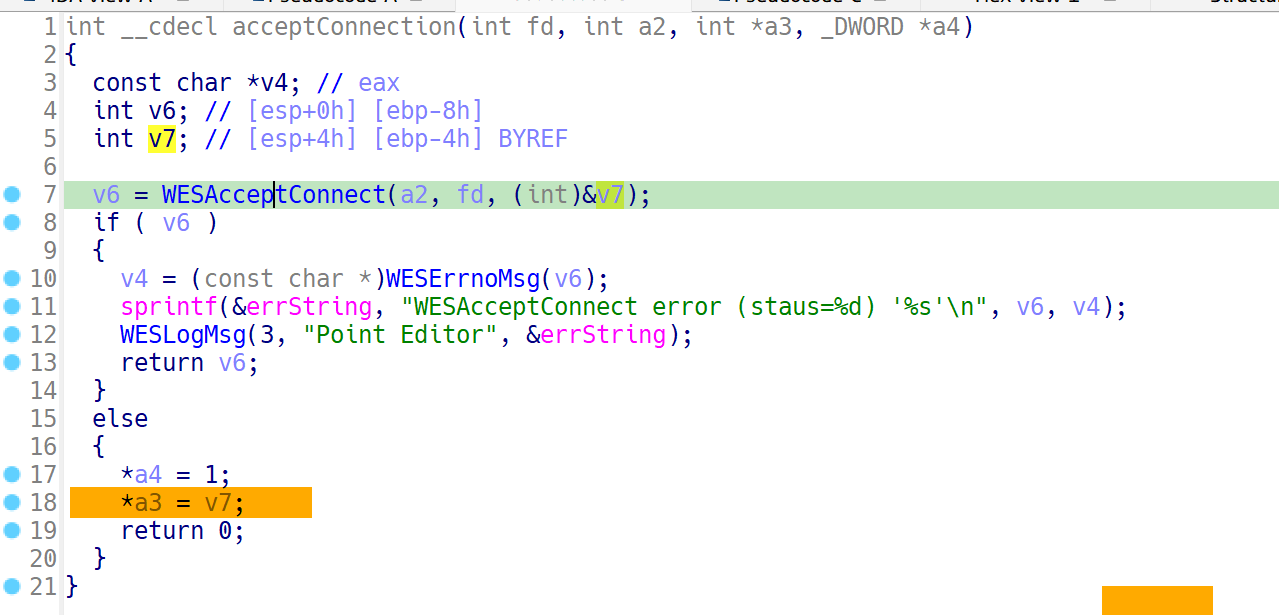 1 int __cdecl acceptConnection(int fd, int a2, int *a3, _DWORD *a4)
2 {
3 const char *v4; // eax
4 int v6; // [esp+0h] [ebp-8h]
5 int v7; // [esp+4h] [ebp-4h] BYREF
6
7 v6 = WESAcceptConnect(a2, fd, (int)&v7);
8 if ( v6 )
9 {
10 v4 = (const char *)WESErrnoMsg(v6);
11 sprintf(&errString, "WESAcceptConnect error (staus=%d) '%s'\n", v6, v4);
12 WESLogMsg(3, "Point Editor", &errString);
13 return v6;
14 }
15 else
16 {
17 *a4 = 1;
18 *a3 = v7;
19 return 0;
20 }
21 }